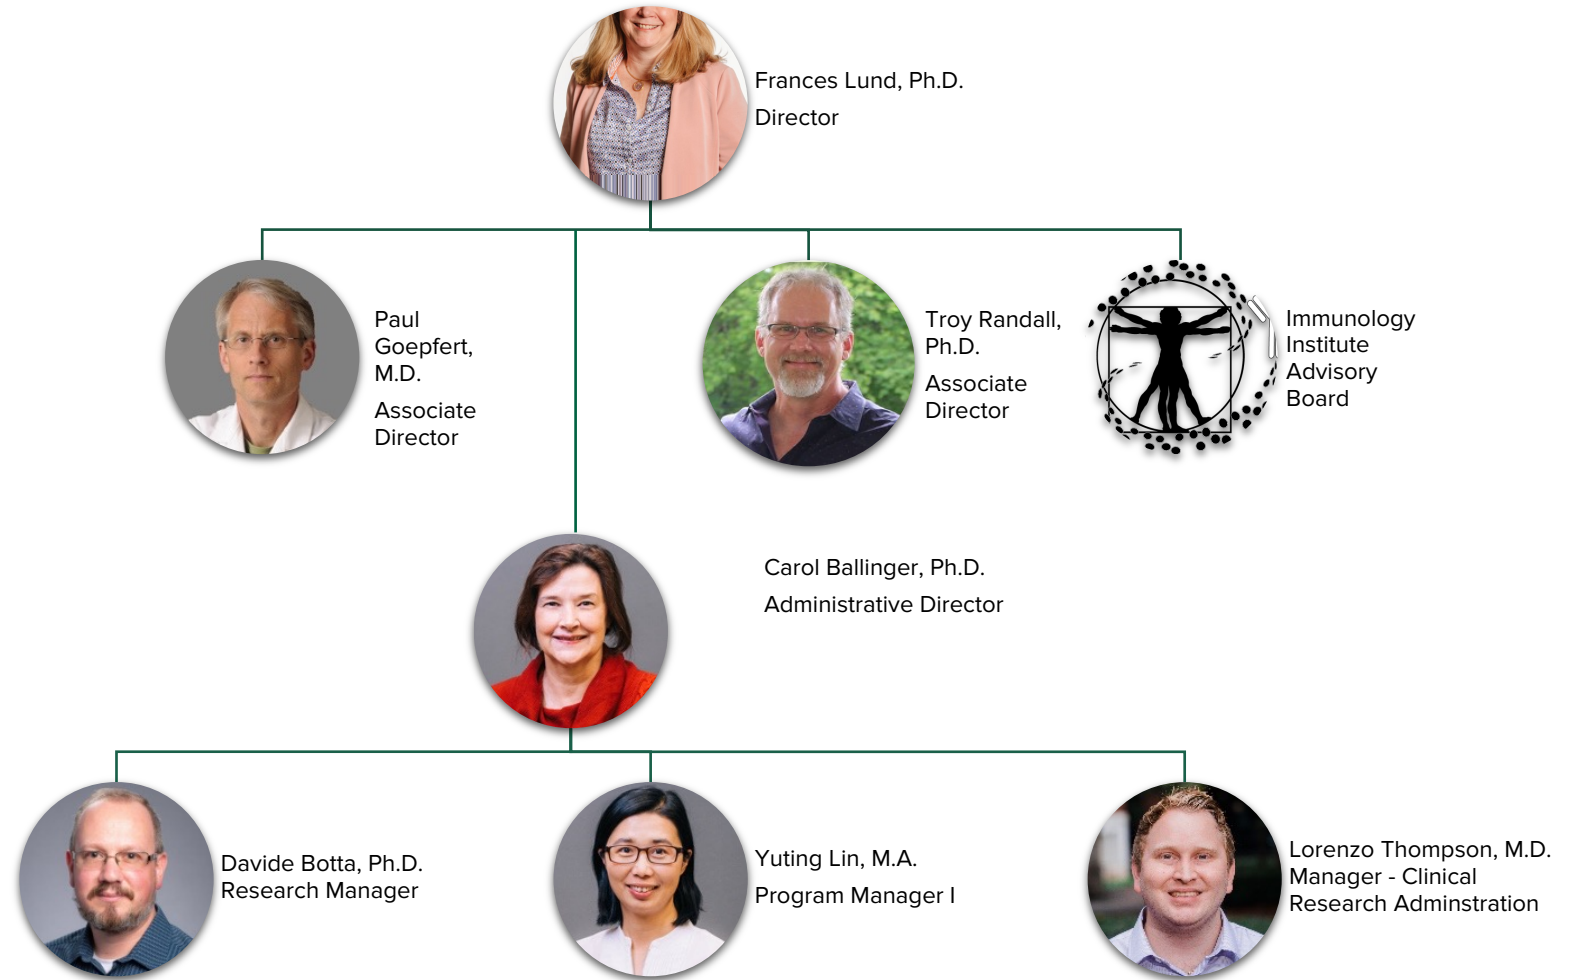 Frances Lund, Ph.D.
Director
Paul
Goepfert,
M.D.
Associate
Director
Troy Randall,
Ph.D.
Associate
Director
Immunology
Institute
Advisory
Board
Carol Ballinger, Ph.D.
Administrative Director
Davide Botta, Ph.D.
Research Manager
Yuting Lin, M.A.
Program Manager I
Lorenzo Thompson, M.D.
Manager - Clinical
Research Adminstration